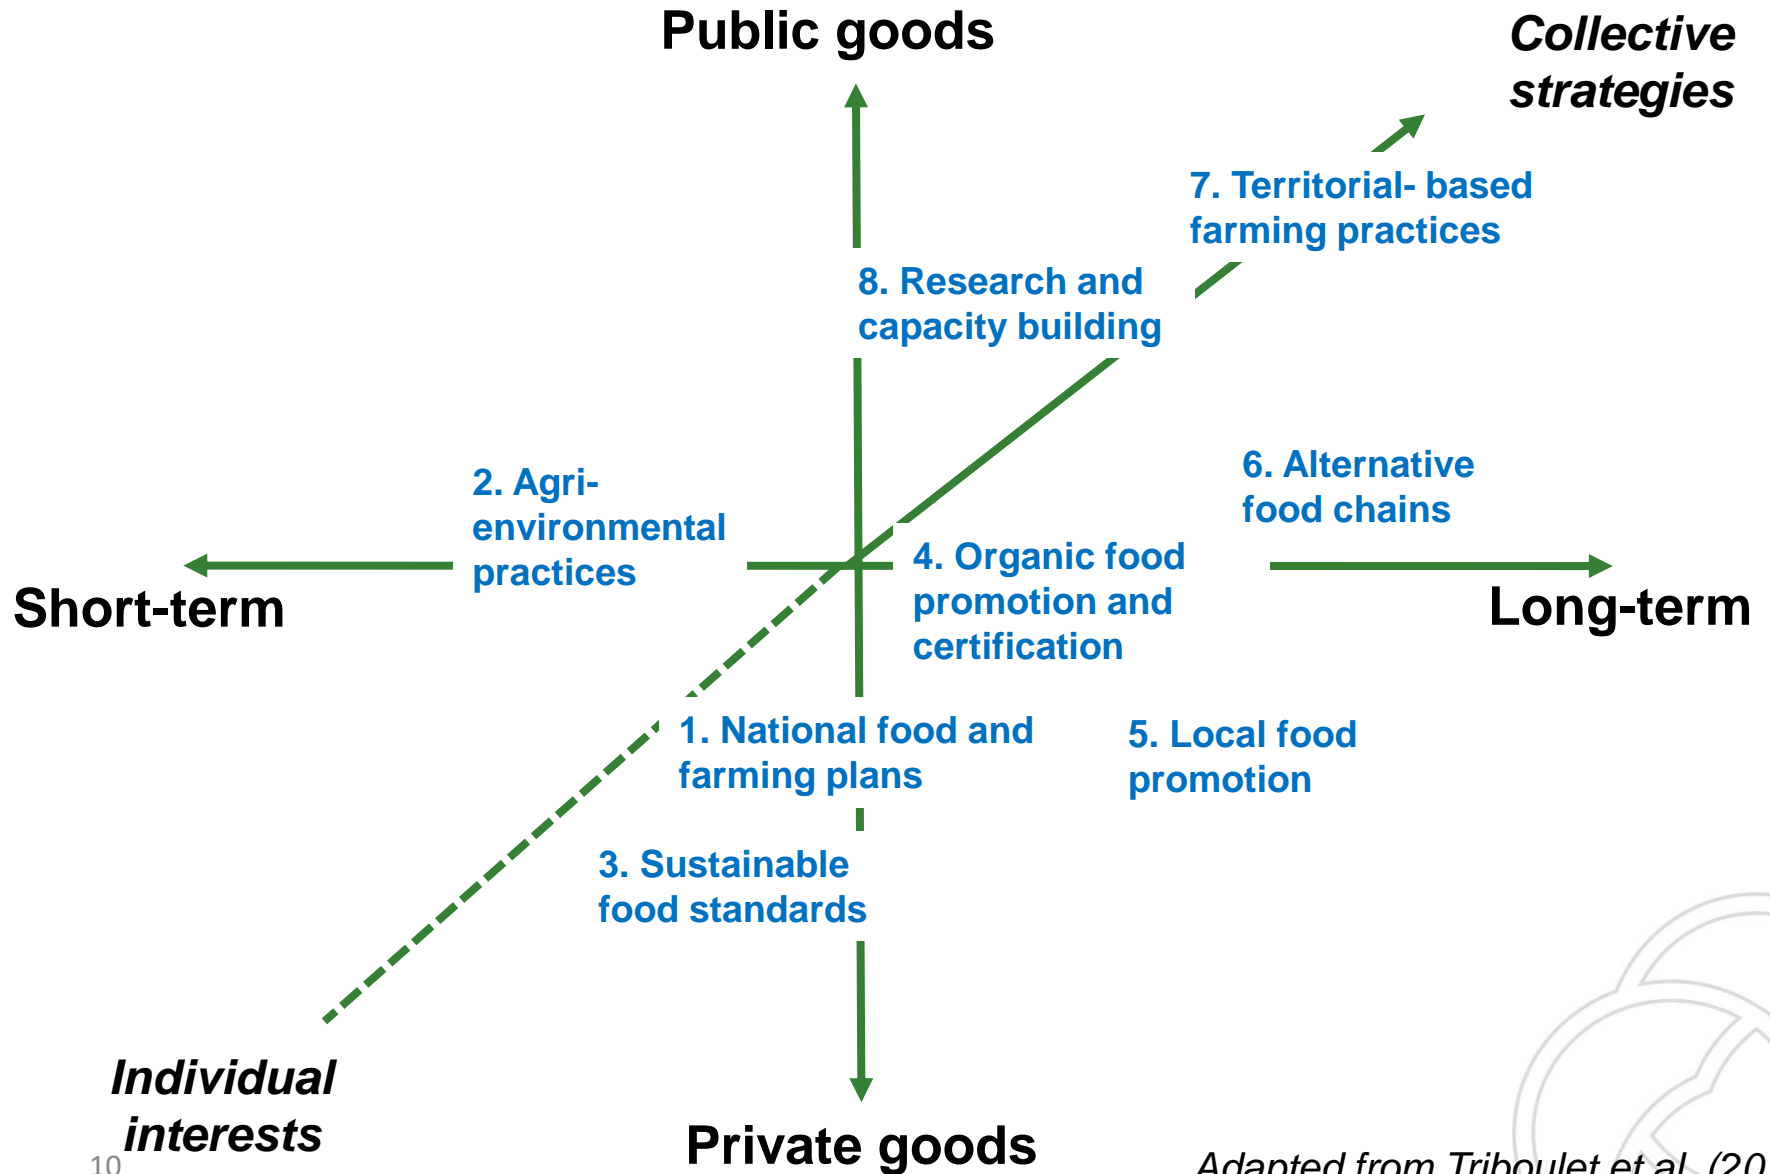 Public goods
Collective
strategies
7. Territorial- based
farming practices
8. Research and
capacity building
2. Agri-
environmental
practices
6. Alternative
food chains
4. Organic food
promotion and
certification
Short-term
Long-term
1. National food and
farming plans
5. Local food
promotion
3. Sustainable
food standards
Individual
interests
Private goods
10
Adapted from Triboulet et al. (20